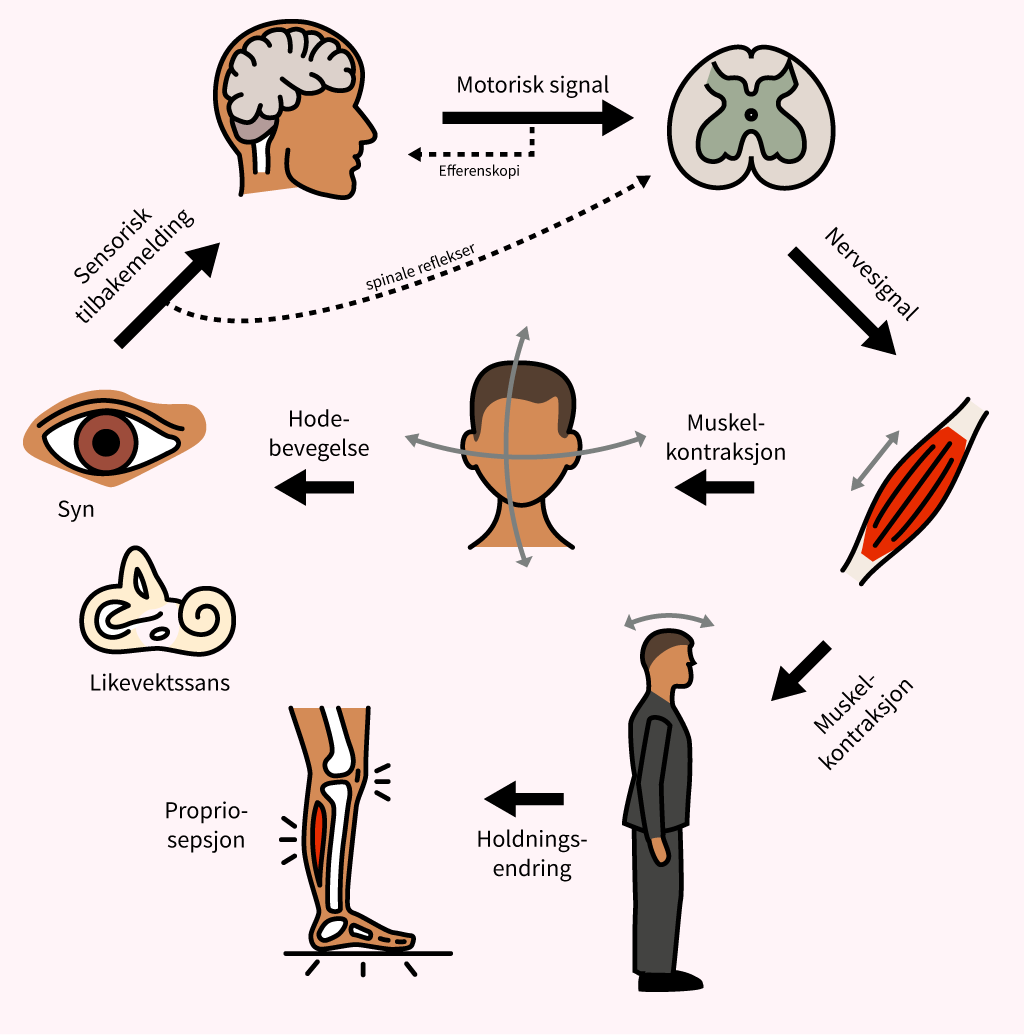 Motorisk signal
Efferenskopi
Sensorisk
tilbakemelding
spinale reflekser
Nervesignal
Hode-
bevegelse
Muskel-
kontraksjon
Syn
Likevektssans
Muskel-
kontraksjon
Proprio-
sepsjon
Holdnings-
endring